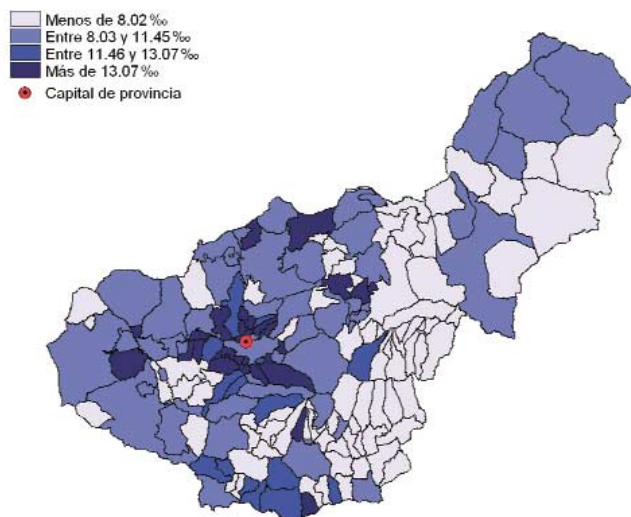 Menos de 8.02‰
Entre 8.03 y 11.45‰
Entre 11.46 y 13.07‰
Más de 13.07‰
Capital de provincia